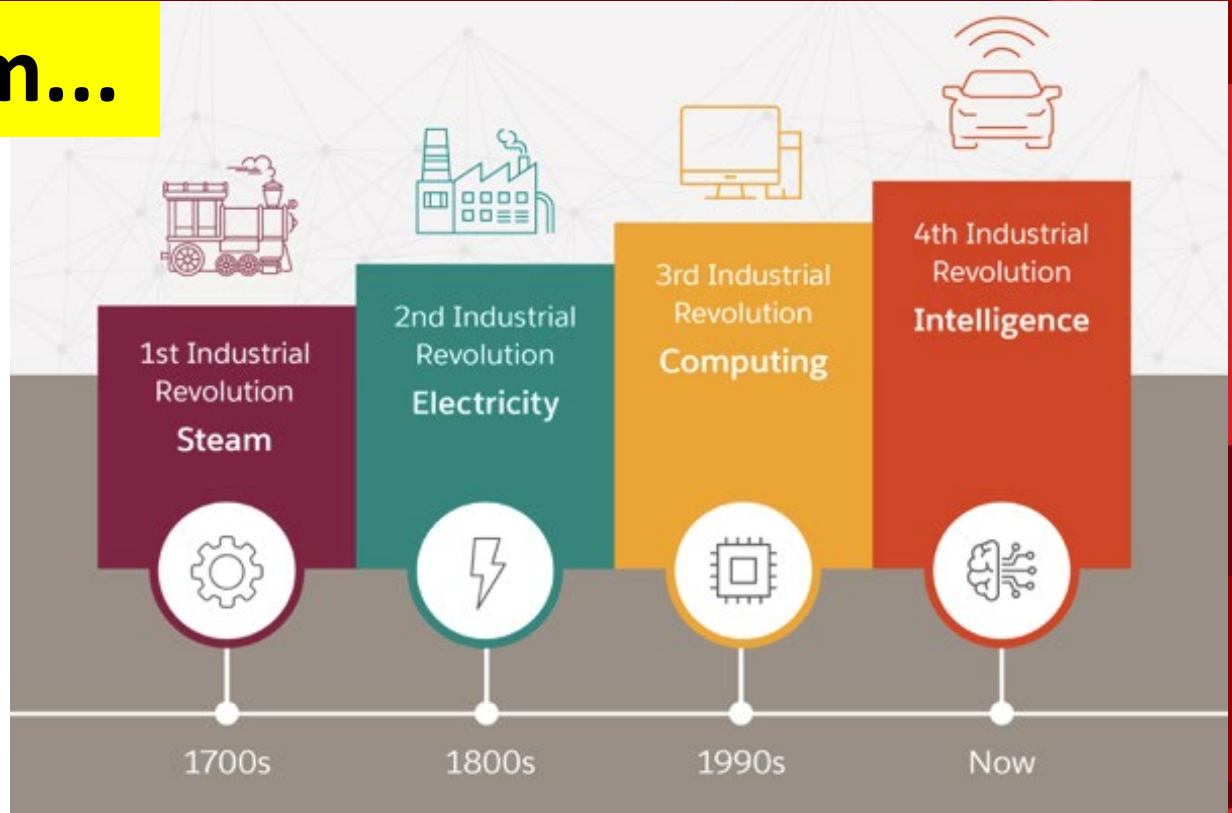 m...
1st Industrial
Revolution
Steam
2nd Industrial
Revolution
Electricity
3rd Industrial
Revolution
Computing
4th Industrial
Revolution
Intelligence
1700s
1800s
1990s
Now